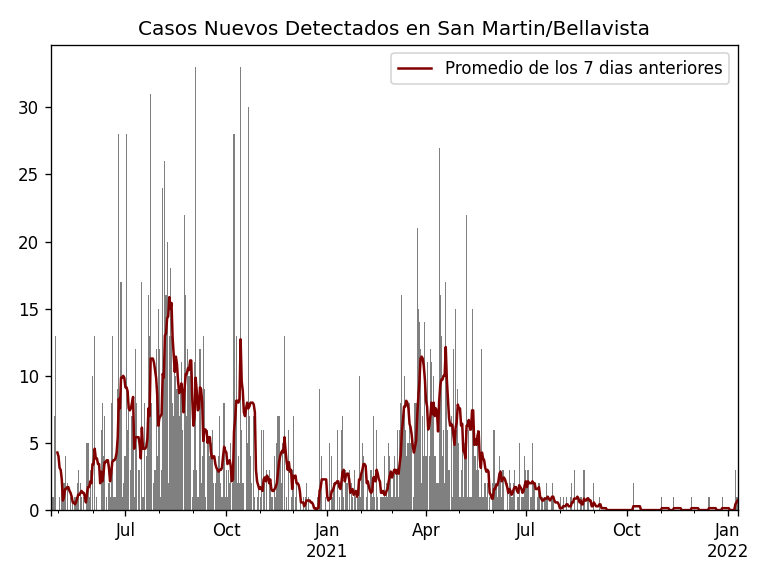 Casos Nuevos Detectados en San Martin/Bellavista
Promedio de los 7 dias anteriores
30
25
20
15
10
5
0
Jul Oct Jan Apr Jul Oct Jan
2021 2022